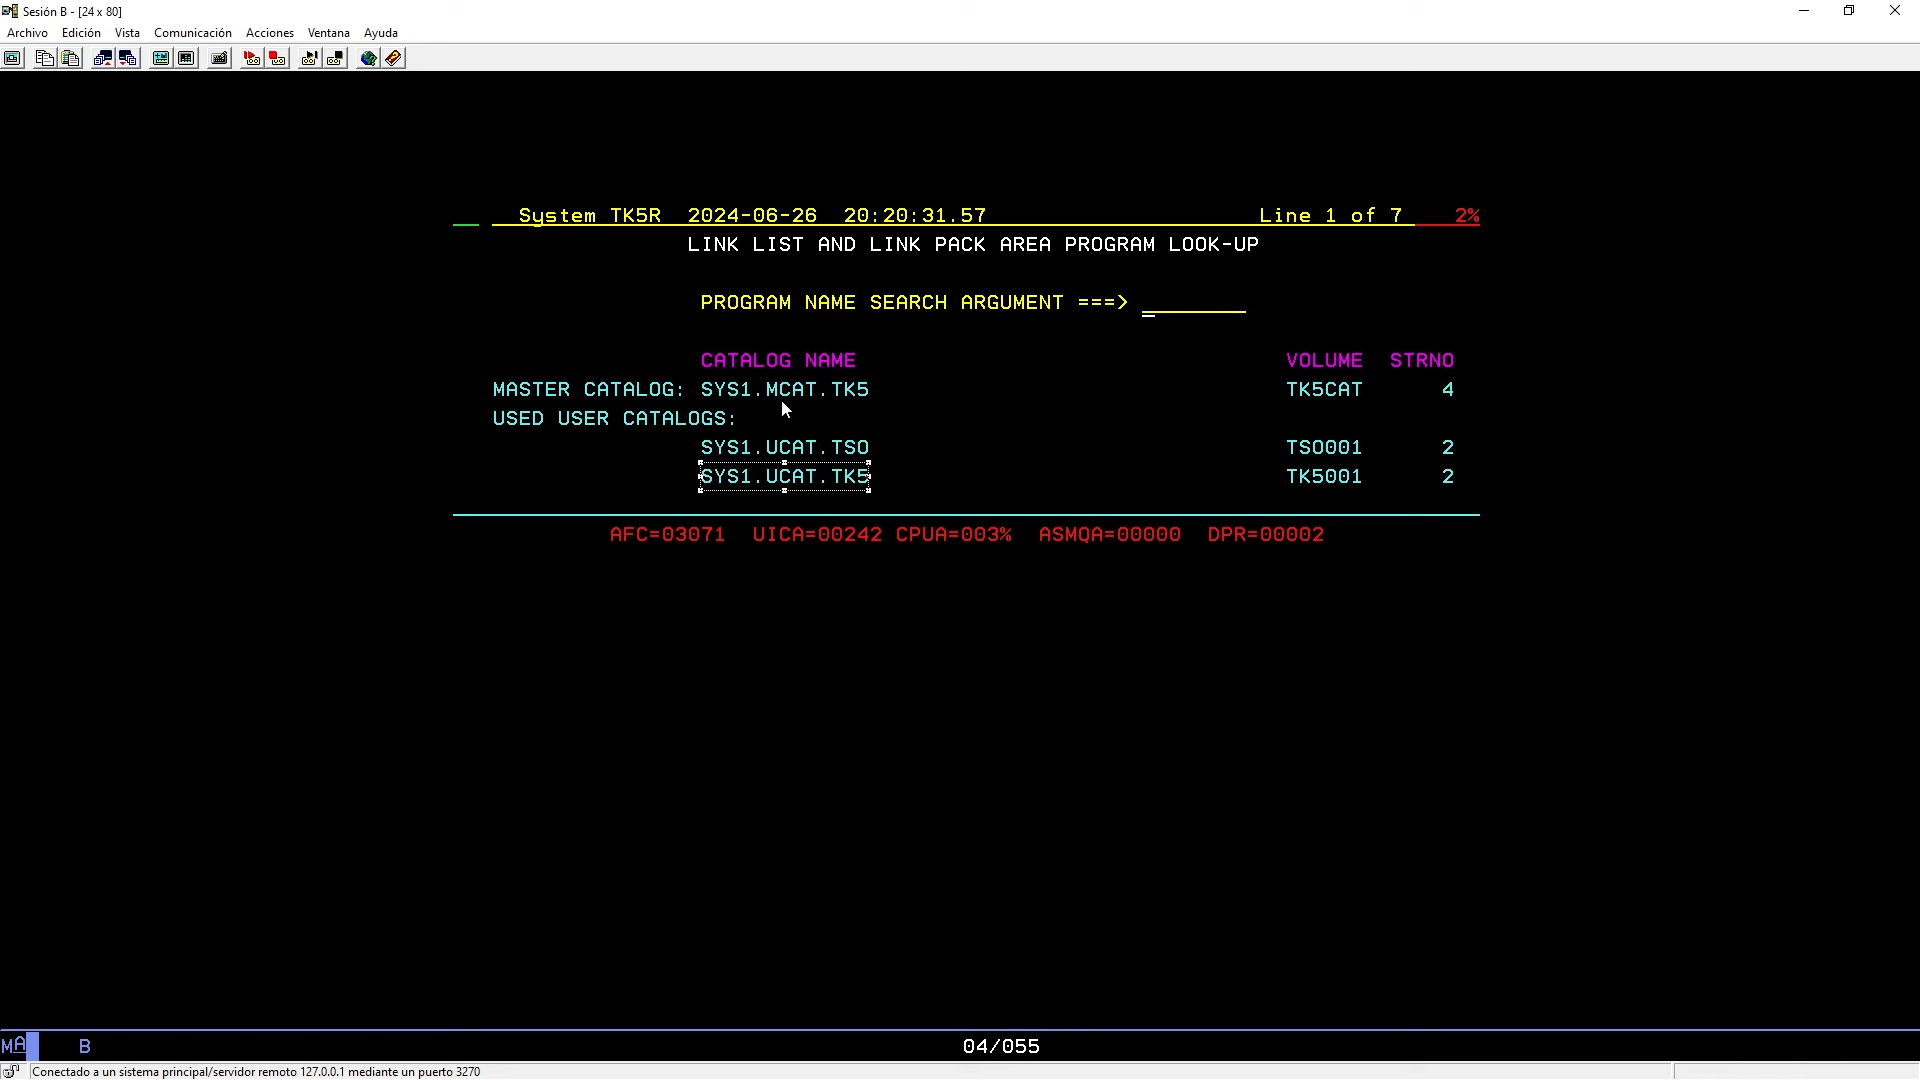 Sesión B - [24 x 80]
Archivo Edición Vista Comunicación Acciones Ventana Ayuda
System TK5R 2024-06-26 20:20:31.57 Line 1 of 7 2%
LINK LIST AND LINK PACK AREA PROGRAM LOOK-UP
PROGRAM NAME SEARCH ARGUMENT ===>
CATALOG NAME VOLUME STRNO
MASTER CATALOG: SYS1.MCAT.TK5 TK5CAT 4
USED USER CATALOGS:
SYS1.UCAT.TSO TSO001 2
SYS1.UCAT.TK5 TK5001 2
AFC=03071 UICA=00242 CPUA=003% ASMQA=00000 DPR=00002
MA B 04/055
Conectado a un sistema principal/servidor remoto 127.0.0.1 mediante un puerto 3270